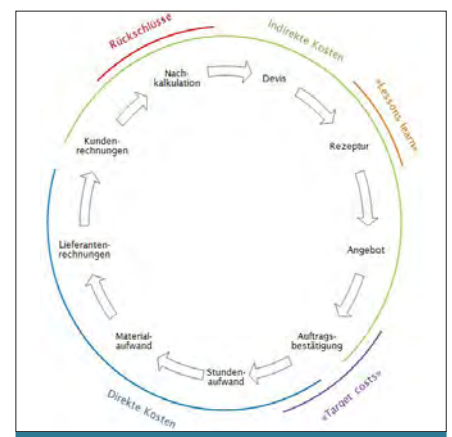 Rückschlüsse
Indirekte Kosten
«Lessons learn»
Nach-
kalkulation
Devis
Rezeptur
Angebot
Auftrags-
bestätigung
Stunden-
aufwand
Material-
aufwand
Lieferanten-
rechnungen
Kunden-
rechnungen
«Target costs»
Direkte Kosten